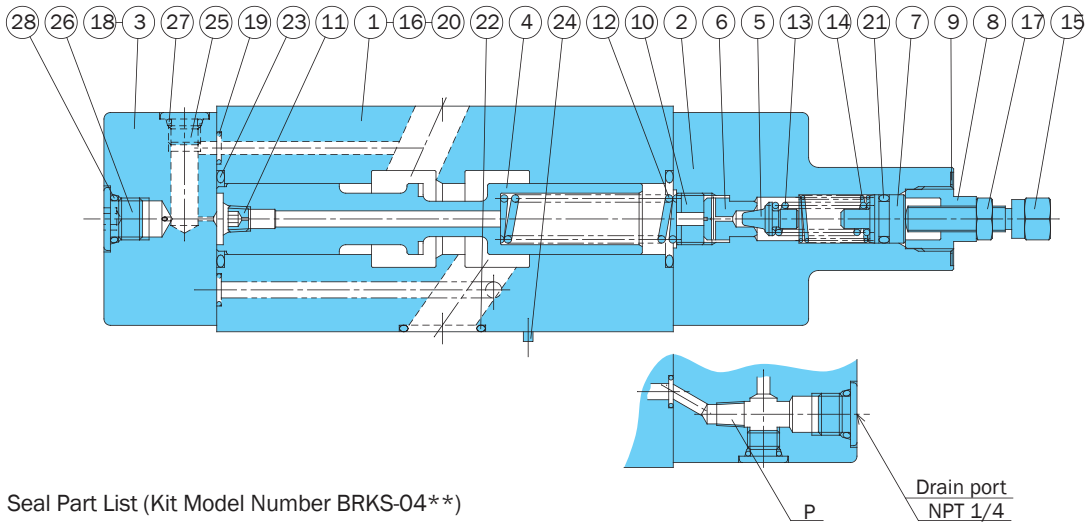 28 26 18 3 27 25 19 23 11 1 16 20 22 4 24 12 10 2 6 5 13 14 21 7 9 8 17 15
Drain port
NPT 1/4
P
Seal Part List (Kit Model Number BRKS-04**)